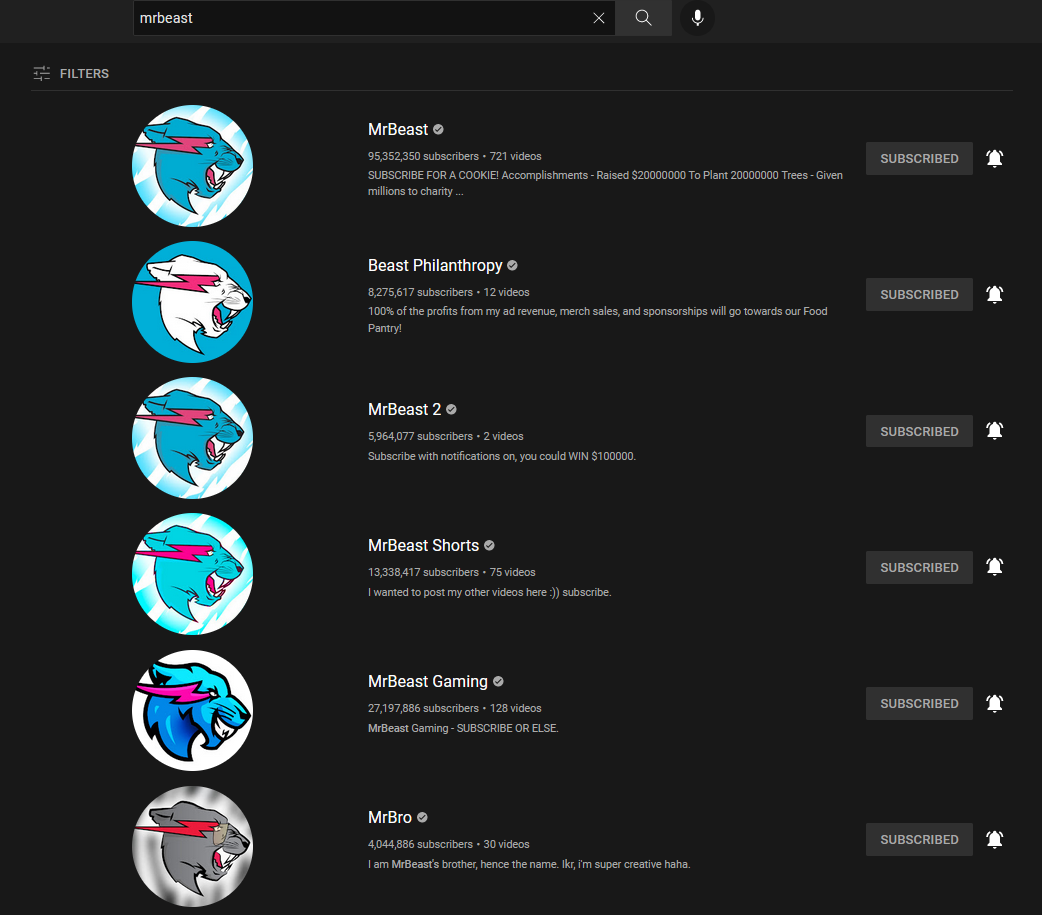 mrbeast
FILTERS
MrBeast
95,352,350 subscribers • 721 videos
SUBSCRIBE FOR A COOKIE! Accomplishments - Raised $20000000 To Plant 20000000 Trees - Given
millions to charity ...
SUBSCRIBED
Beast Philanthropy
8,275,617 subscribers • 12 videos
100% of the profits from my ad revenue, merch sales, and sponsorships will go towards our Food
Pantry!
SUBSCRIBED
MrBeast 2
5,964,077 subscribers • 2 videos
Subscribe with notifications on, you could WIN $100000.
SUBSCRIBED
MrBeast Shorts
13,338,417 subscribers • 75 videos
I wanted to post my other videos here :)) subscribe.
SUBSCRIBED
MrBeast Gaming
27,197,886 subscribers • 128 videos
MrBeast Gaming - SUBSCRIBE OR ELSE.
SUBSCRIBED
MrBro
4,044,886 subscribers • 30 videos
I am MrBeast's brother, hence the name. Ikr, i'm super creative haha.
SUBSCRIBED